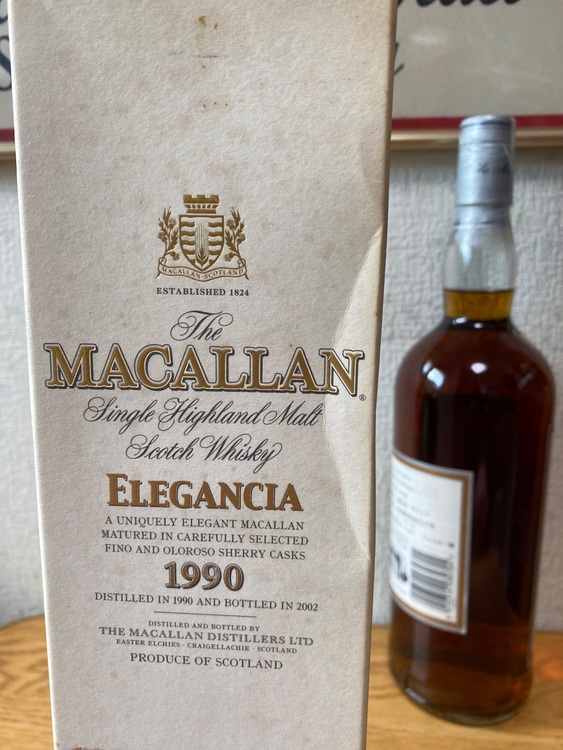 MACALLAN SCOTLAND
ESTABLISHED 1824
The
MACALLAN®
Single Highland Malt
Scotch Whisky
ELEGANCIA
A UNIQUELY ELEGANT MACALLAN
MATURED IN CAREFULLY SELECTED
FINO AND OLOROSO SHERRY CASKS
1990
DISTILLED IN 1990 AND BOTTLED IN 2002
DISTILLED AND BOTTLED BY
THE MACALLAN DISTILLERS LTD
EASTER ELCHIES · CRAIGELLACHIE · SCOTLAND
PRODUCE OF SCOTLAND